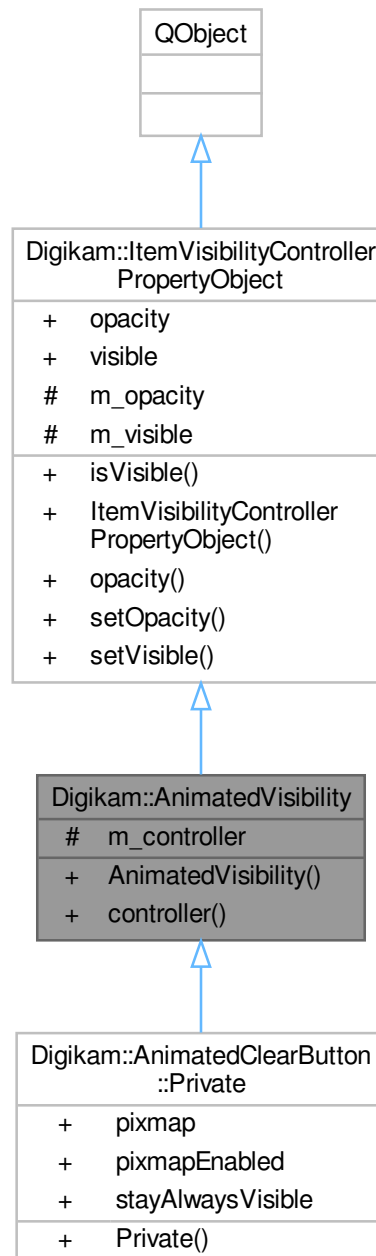 QObject
Digikam::ItemVisibilityController
PropertyObject
+ opacity
+ visible
# m_opacity
# m_visible
+ isVisible()
+ ItemVisibilityController
PropertyObject()
+ opacity()
+ setOpacity()
+ setVisible()
Digikam::AnimatedVisibility
# m_controller
+ AnimatedVisibility()
+ controller()
Digikam::AnimatedClearButton
::Private
+ pixmap
+ pixmapEnabled
+ stayAlwaysVisible
+ Private()